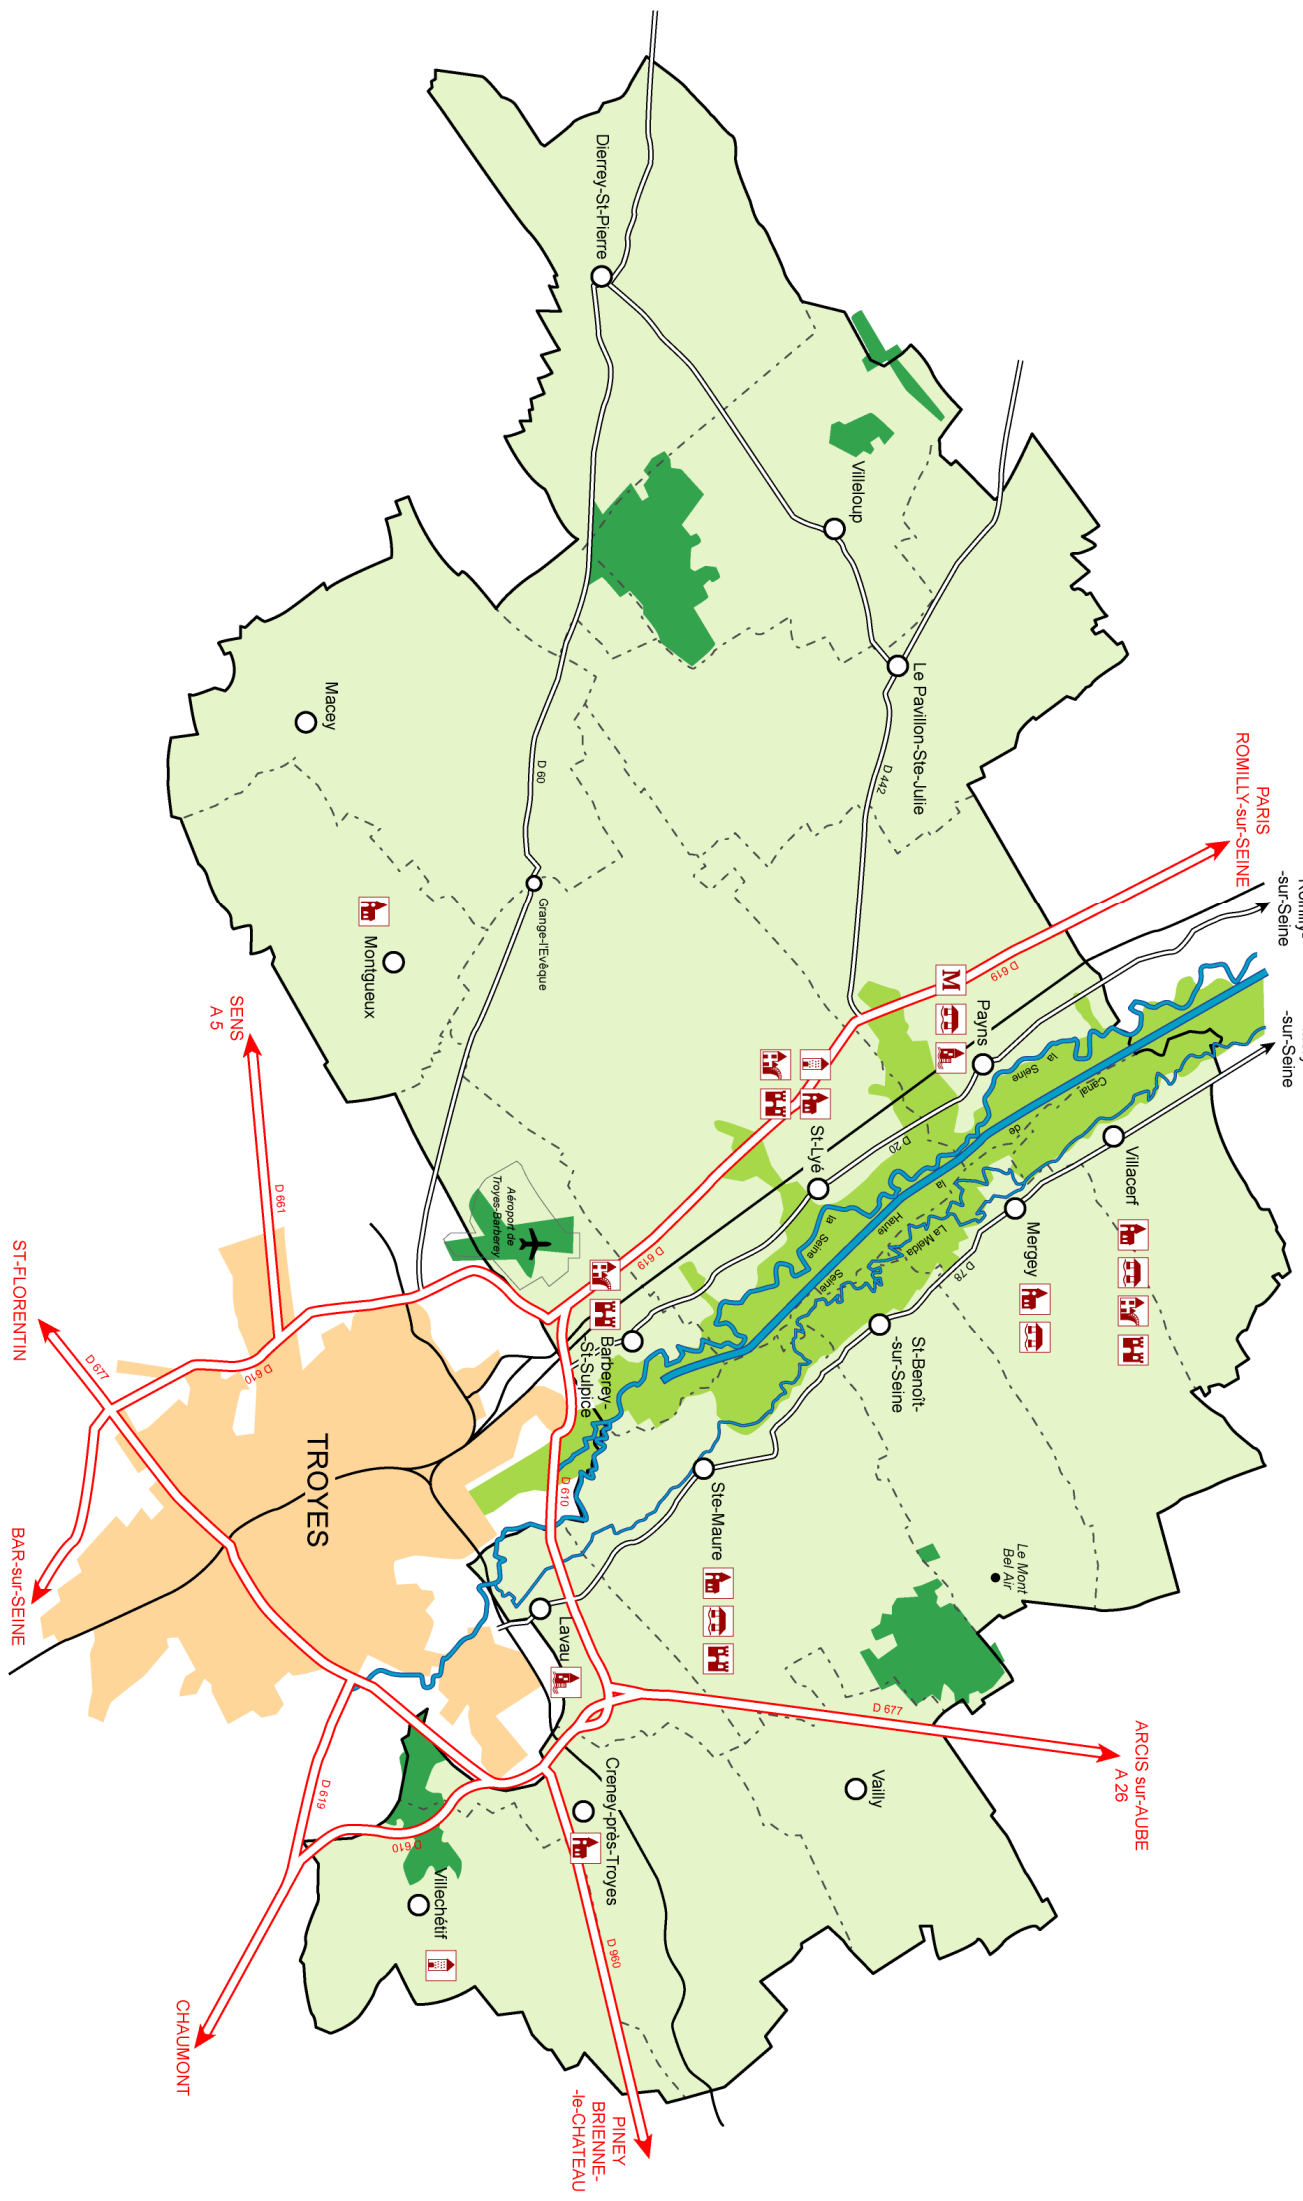 Dierrey-St-Pierre
Villeloup
Le Pavillon-Ste-Julie
Macey
D 60
D 442
Grange-l'Evêque
Montgueux
PARIS
ROMILLY-sur-SEINE
-sur-Seine
-sur-Seine
D 619
M
Payns
la Seine
Canal
de
la
Haute
Seine
D 20
St-Lyé
la
Seine
La Melda
Villacerf
Mergey
D 78
St-Benoît-
-sur-Seine
SENS
A 5
D 661
Aéroport de
Troyes-Barberey
D 619
Barberey-
-St-Sulpice
ST-FLORENTIN
D 677
D 610
TROYES
D 610
Ste-Maure
Le Mont
Bel Air
BAR-sur-SEINE
Lavau
D 677
ARCIS sur-AUBE
A 26
Vailly
Creney-près-Troyes
D 619
D 610
Villechétif
D 960
CHAUMONT
PINEY
BRIENNE-
-le-CHATEAU